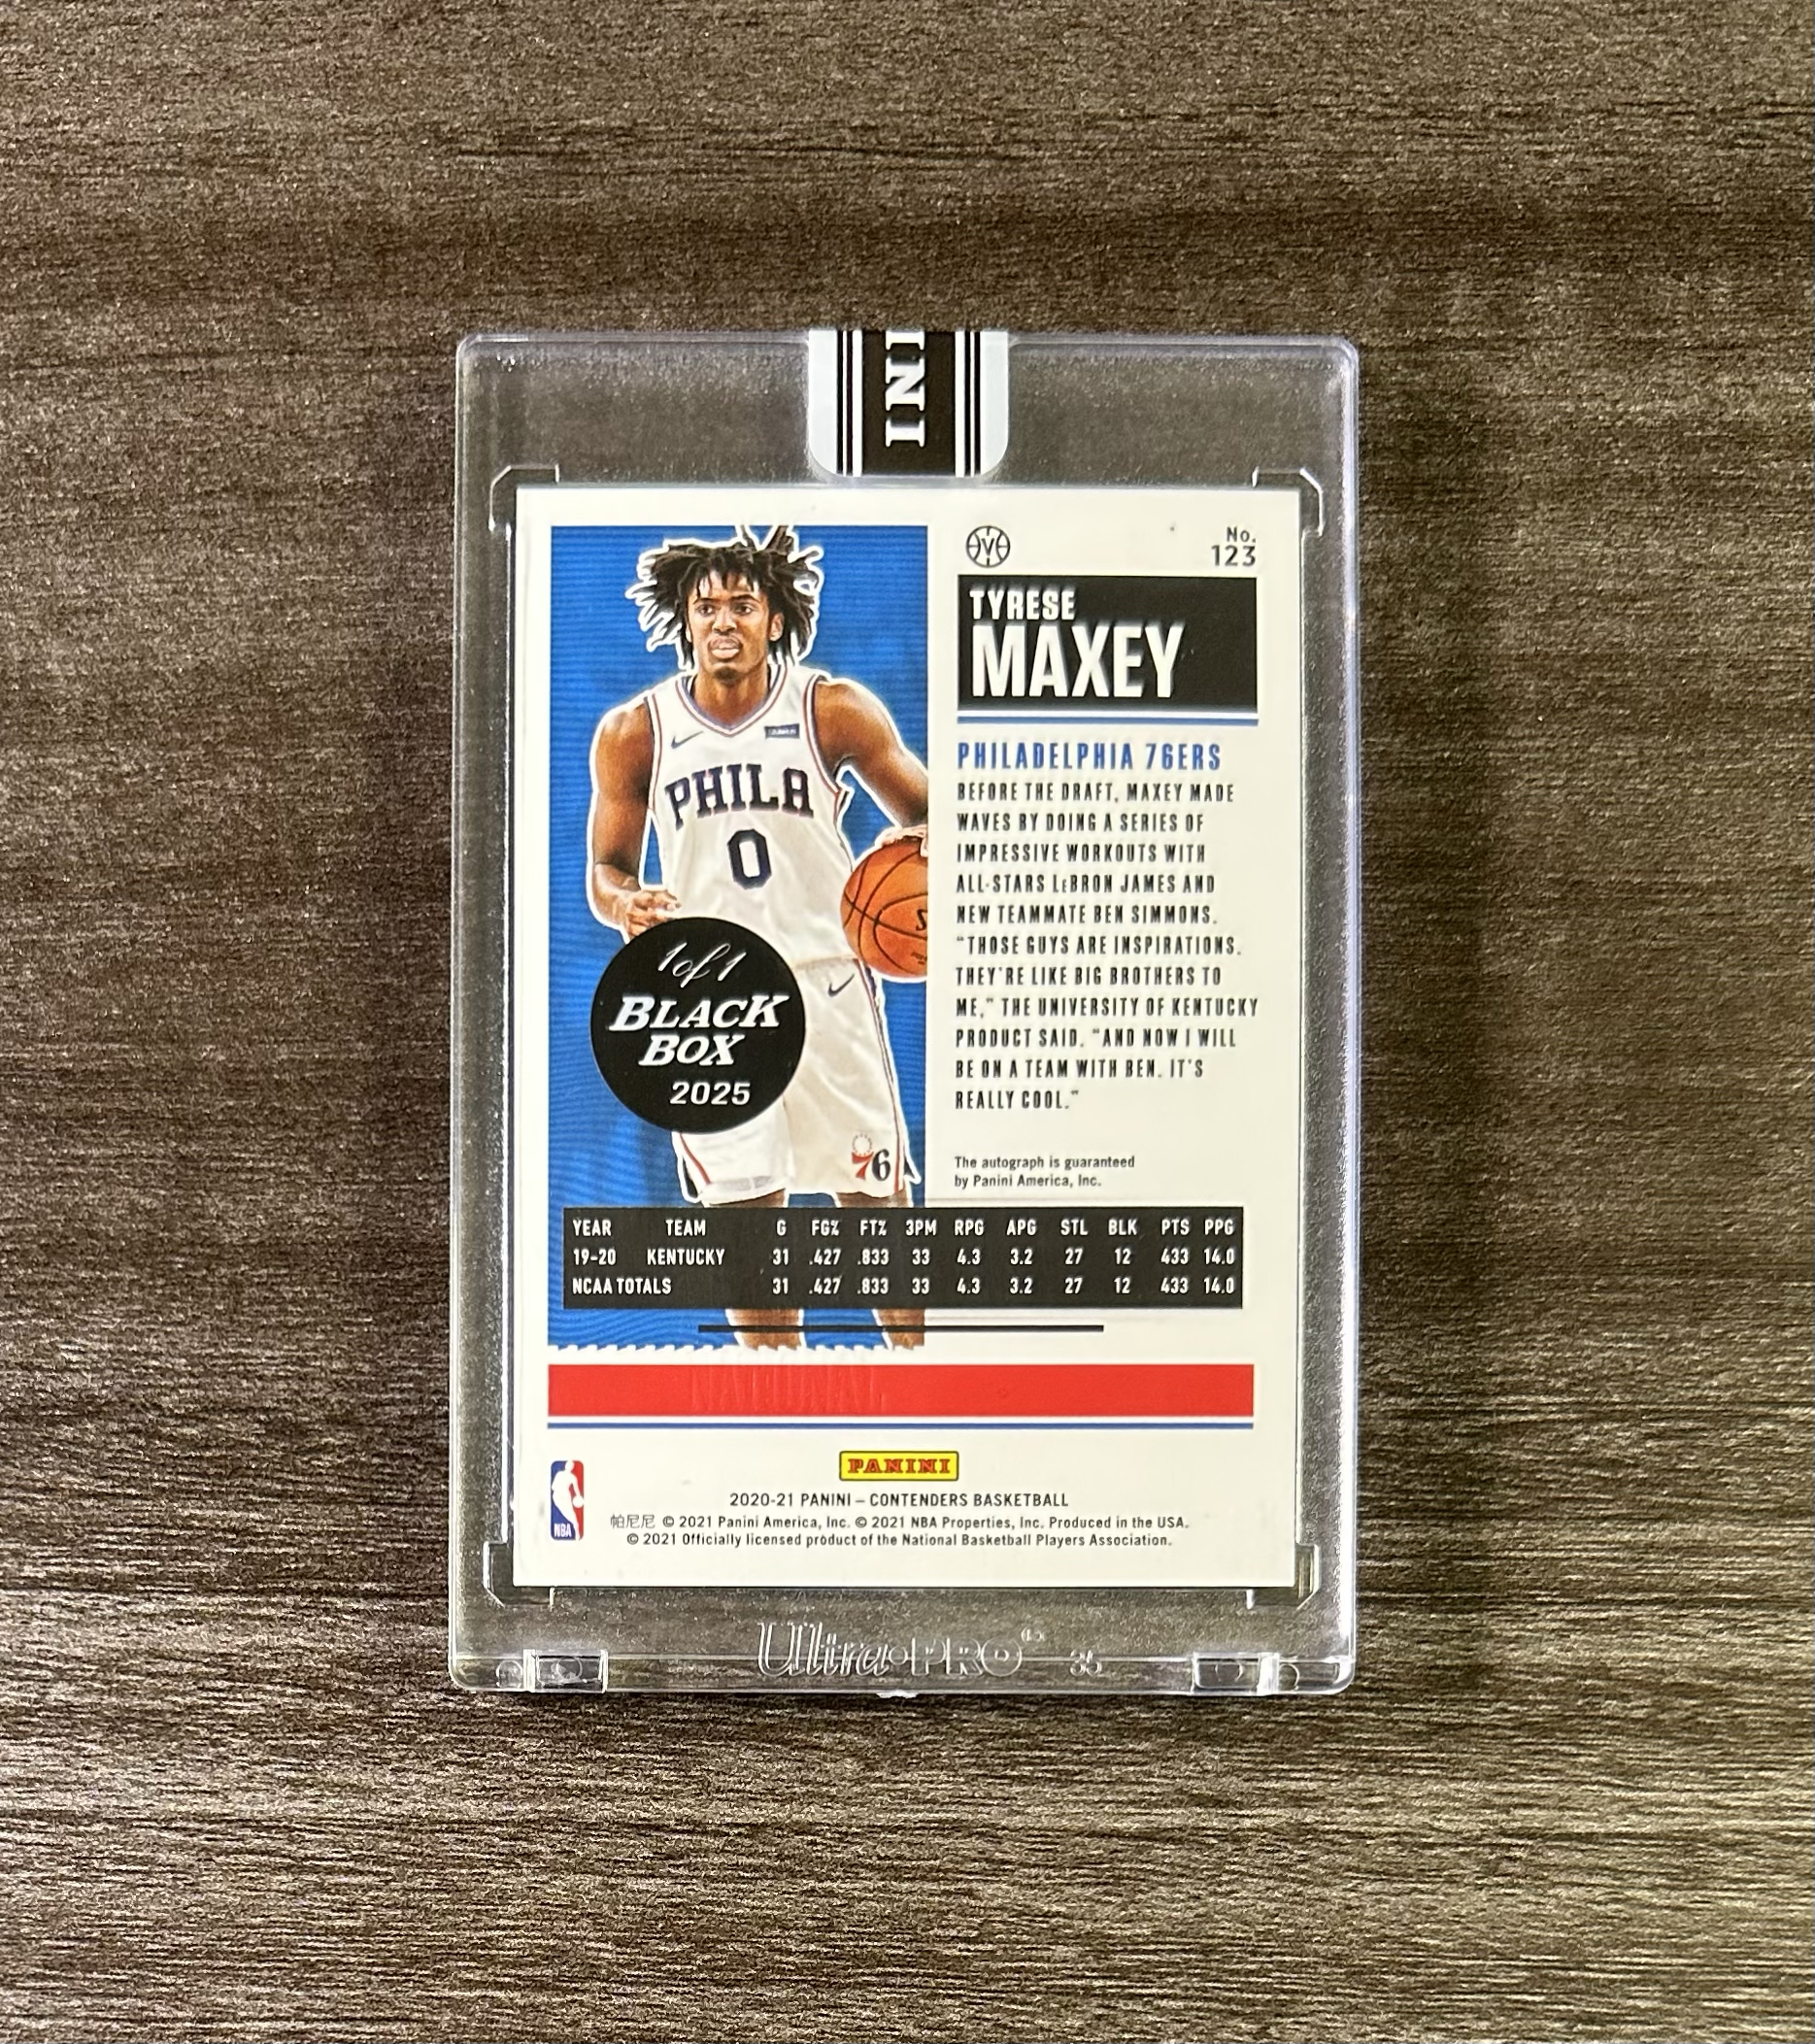 INI
No.
123
TYRESE
MAXEY
PHILADELPHIA 76ERS
BEFORE THE DRAFT, MAXEY MADE
WAVES BY DOING A SERIES OF
IMPRESSIVE WORKOUTS WITH
ALL-STARS LeBRON JAMES AND
NEW TEAMMATE BEN SIMMONS.
"THOSE GUYS ARE INSPIRATIONS.
THEY'RE LIKE BIG BROTHERS TO
ME," THE UNIVERSITY OF KENTUCKY
PRODUCT SAID. "AND NOW I WILL
BE ON A TEAM WITH BEN. IT'S
REALLY COOL."
PHILA
0
1 of 1
BLACK
BOX
2025
76
The autograph is guaranteed
by Panini America, Inc.
YEAR TEAM G FG% FT% 3PM RPG APG STL BLK PTS PPG
19-20 KENTUCKY 31 .427 .833 33 4.3 3.2 27 12 433 14.0
NCAA TOTALS 31 .427 .833 33 4.3 3.2 27 12 433 14.0
NATIONAL
PANINI
2020-21 PANINI – CONTENDERS BASKETBALL
帕尼尼 © 2021 Panini America, Inc. © 2021 NBA Properties, Inc. Produced in the USA.
© 2021 Officially licensed product of the National Basketball Players Association.
NBA
Ultra•PRO® 35